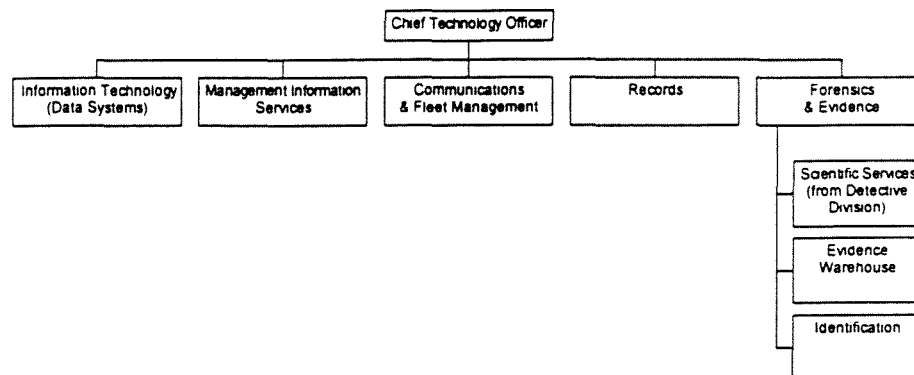 Chief Technology Officer
Information Technology
(Data Systems)
Management Information
Services
Communications
& Fleet Management
Records
Forensics
& Evidence
Scientific Services
(from Detective
Division)
Evidence
Warehouse
Identification